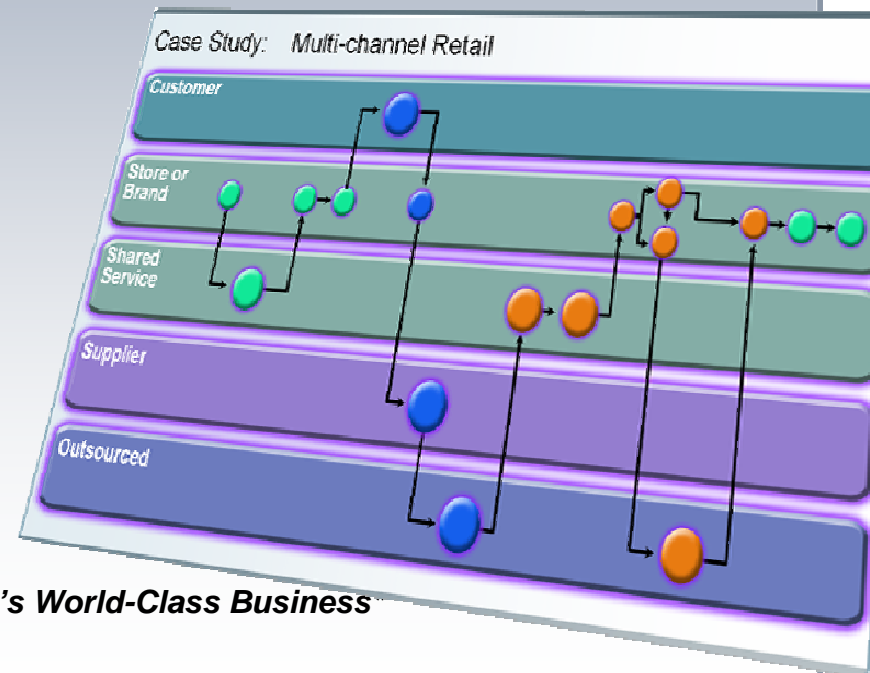 Case Study: Multi-channel Retail
Customer
Store or
Brand
Shared
Service
Supplier
Outsourced
's World-Class Business